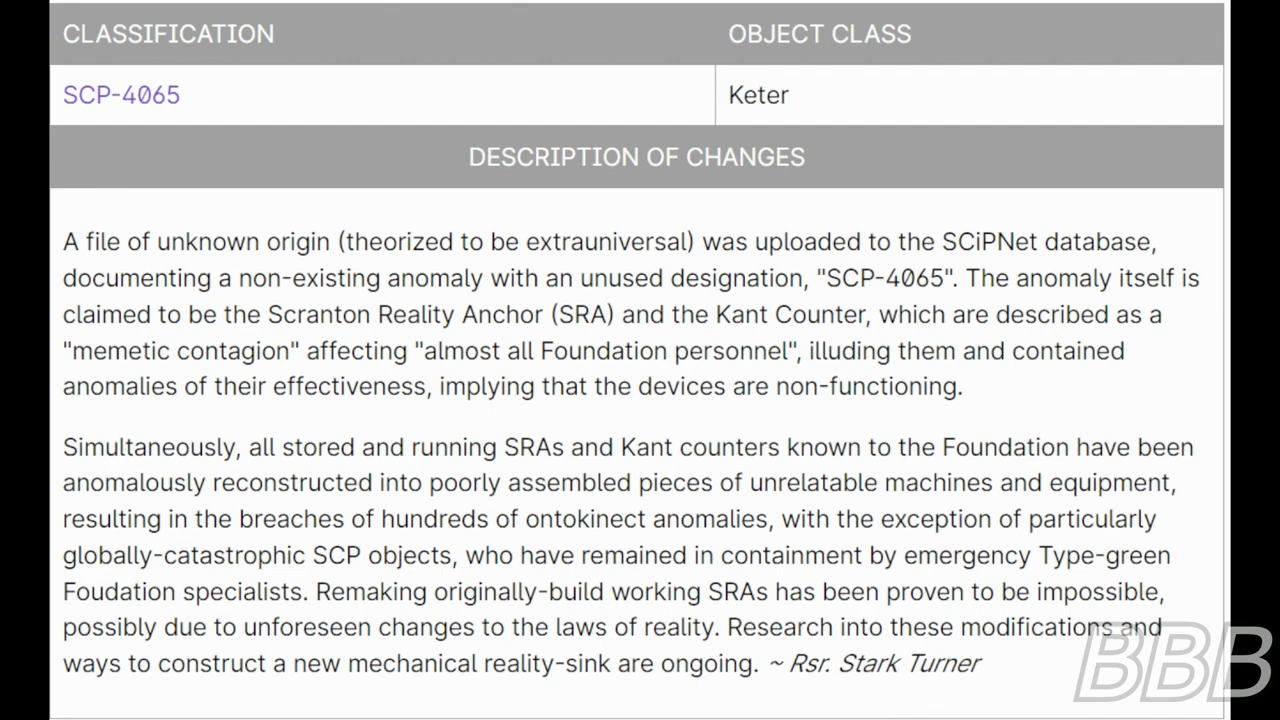 CLASSIFICATION OBJECT CLASS
SCP-4065 Keter
DESCRIPTION OF CHANGES
A file of unknown origin (theorized to be extrauniversal) was uploaded to the SCiPNet database,
documenting a non-existing anomaly with an unused designation, "SCP-4065". The anomaly itself is
claimed to be the Scranton Reality Anchor (SRA) and the Kant Counter, which are described as a
"memetic contagion" affecting "almost all Foundation personnel", illuding them and contained
anomalies of their effectiveness, implying that the devices are non-functioning.
Simultaneously, all stored and running SRAs and Kant counters known to the Foundation have been
anomalously reconstructed into poorly assembled pieces of unrelatable machines and equipment,
resulting in the breaches of hundreds of ontokinect anomalies, with the exception of particularly
globally-catastrophic SCP objects, who have remained in containment by emergency Type-green
Foudation specialists. Remaking originally-build working SRAs has been proven to be impossible,
possibly due to unforeseen changes to the laws of reality. Research into these modifications and
ways to construct a new mechanical reality-sink are ongoing. ~ Rsr. Stark Turner
BBB